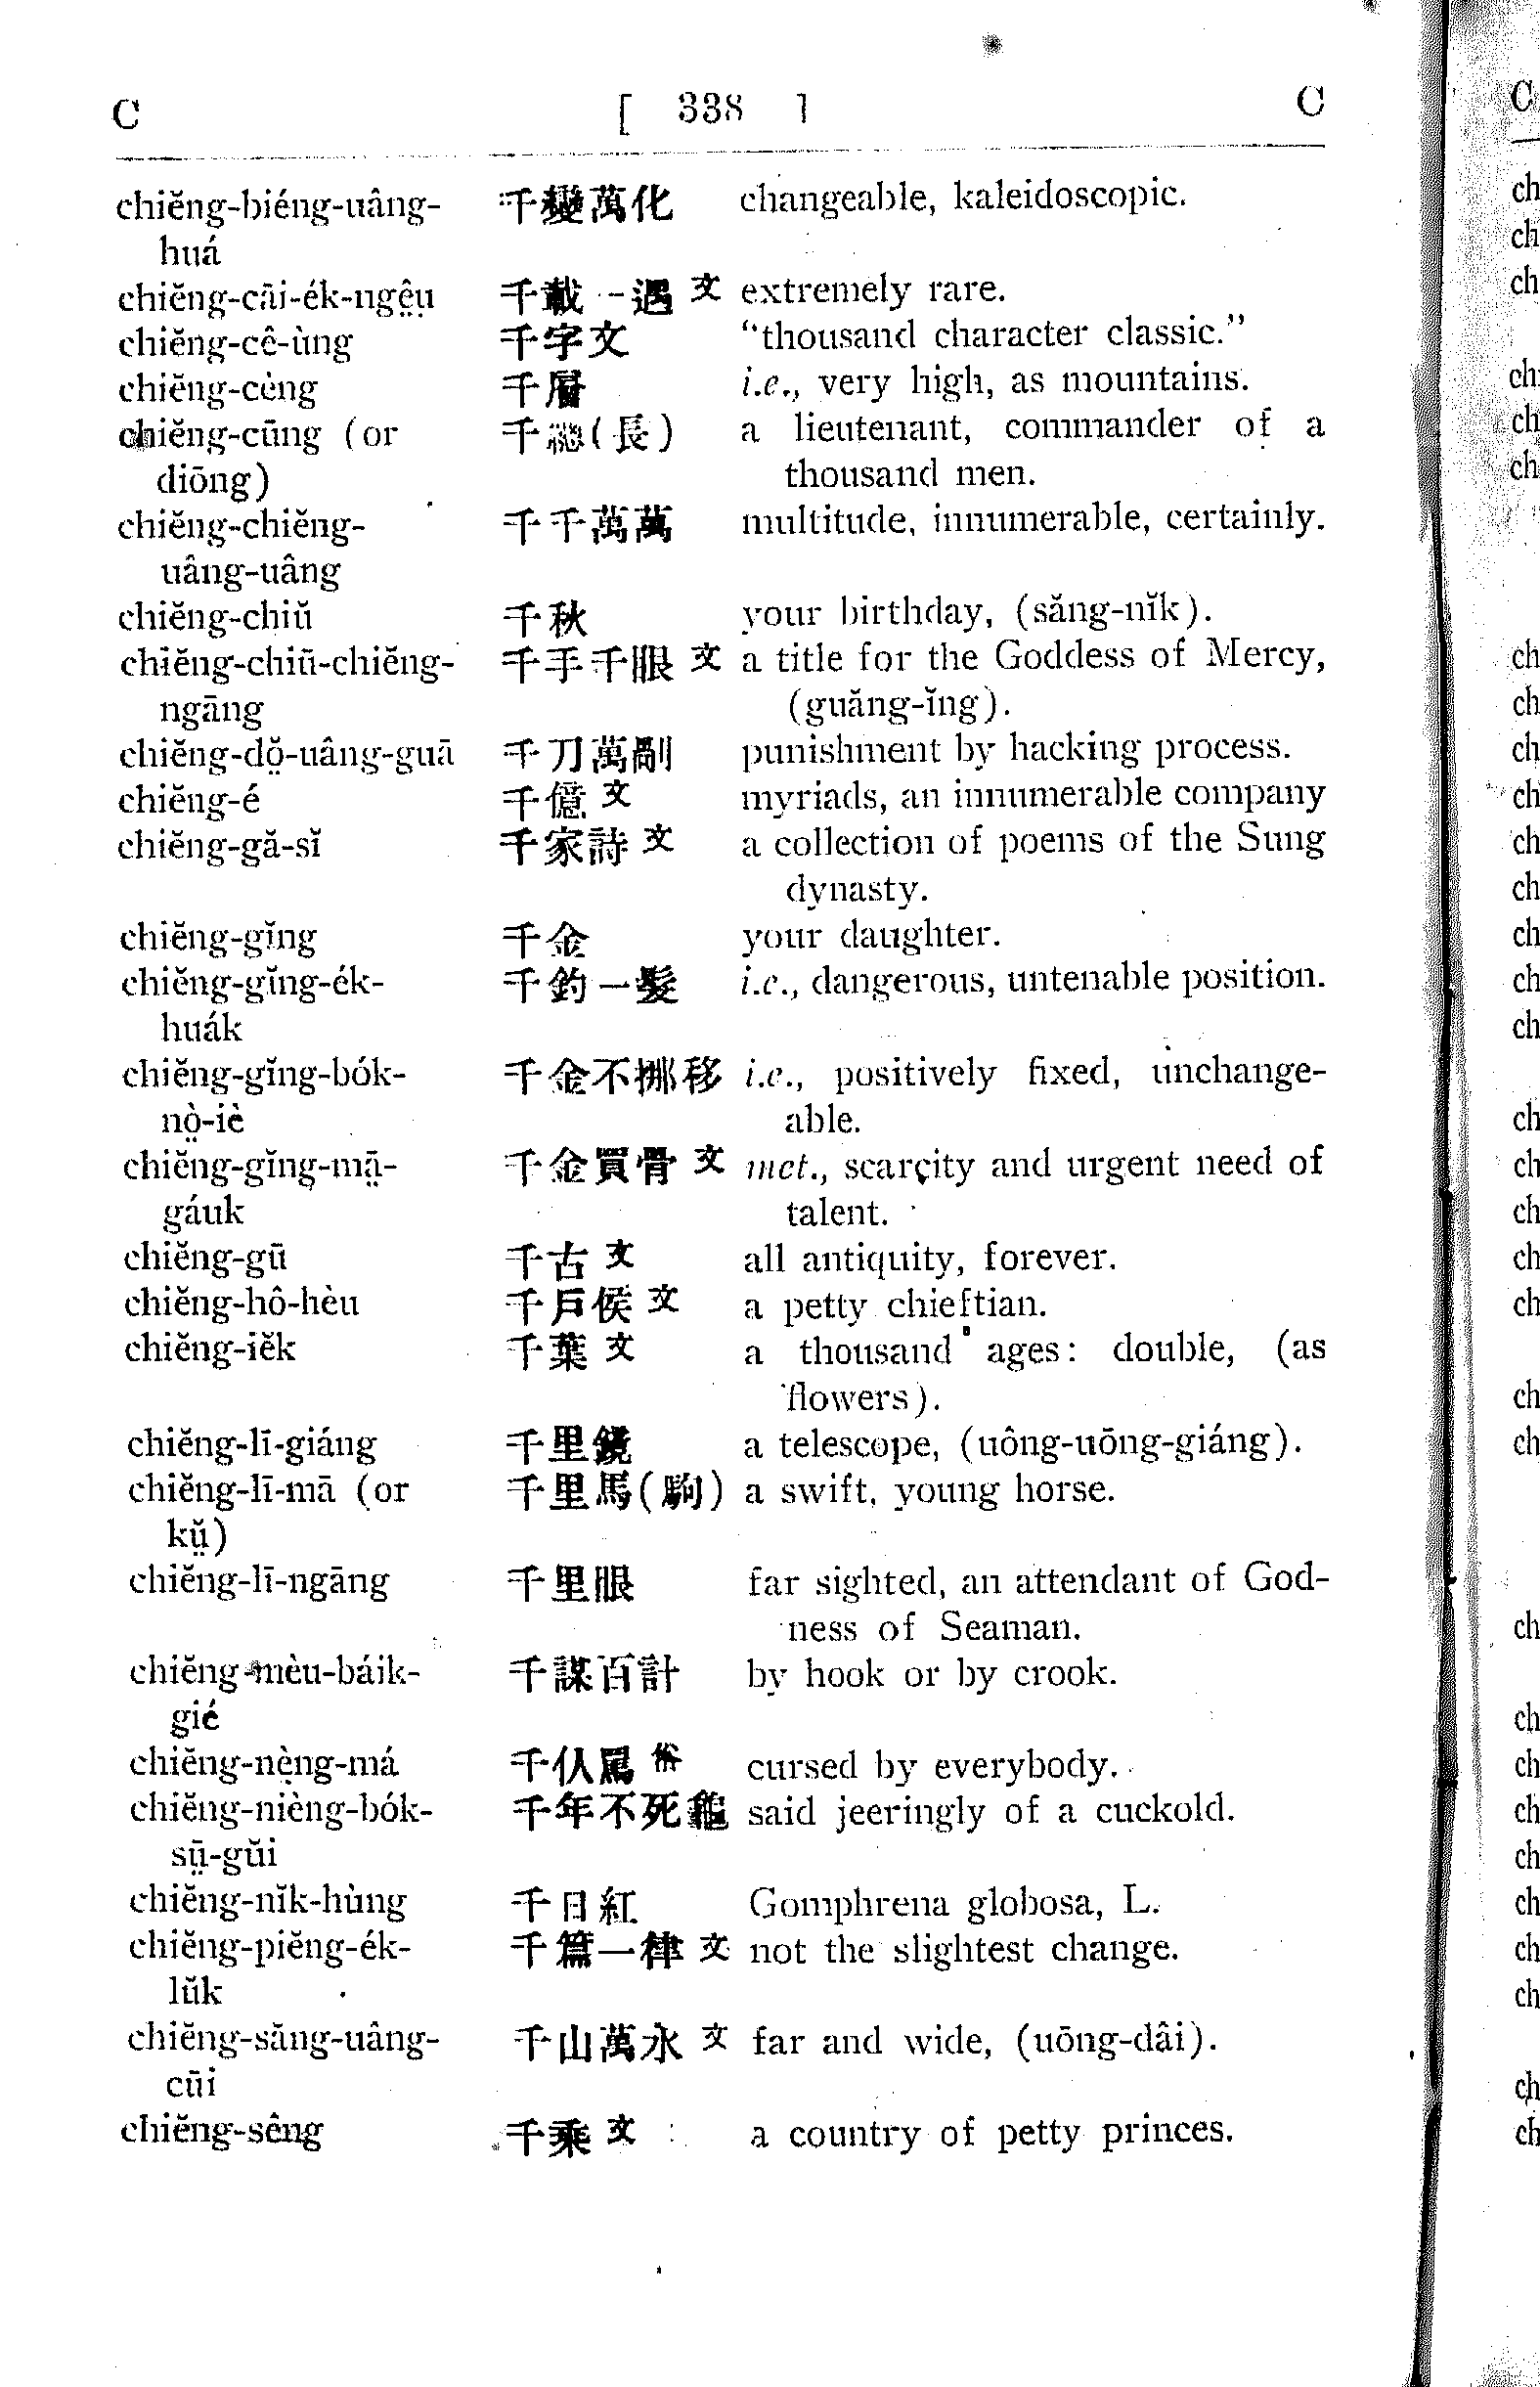 C [ 338 ] C
chiĕng-biéng-uâng- 千變萬化 changeable, kaleidoscopic.
huá
chiĕng-cāi-ék-ngê̤ṳ 千載一遇 文 extremely rare.
chiĕng-cê-ùng 千字文 "thousand character classic."
chiĕng-cèng 千層 i.e., very high, as mountains.
chiĕng-cūng (or 千總(長) a lieutenant, commander of a
diōng) thousand men.
chiĕng-chiĕng- 千千萬萬 multitude, innumerable, certainly.
uâng-uâng
chiĕng-chiŭ 千秋 your birthday, (săng-nĭk).
chiĕng-chiū-chiĕng- 千手千眼 文 a title for the Goddess of Mercy,
ngāng (guăng-ĭng).
chiĕng-dŏ̤-uâng-guā 千刀萬剮 punishment by hacking process.
chiĕng-é 千億 文 myriads, an innumerable company
chiĕng-gă-sĭ 千家詩 文 a collection of poems of the Sung
dynasty.
chiĕng-gĭng 千金 your daughter.
chiĕng-gĭng-ék- 千鈞一髮 i.e., dangerous, untenable position.
huák
chiĕng-gĭng-bók- 千金不挪移 i.e., positively fixed, unchange-
nò̤-iè able.
chiĕng-gĭng-mā̤- 千金買骨 文 met., scarcity and urgent need of
gáuk talent.
chiĕng-gū 千古 文 all antiquity, forever.
chiĕng-hô-hèu 千戶侯 文 a petty chieftian.
chiĕng-iĕk 千葉 文 a thousand ages: double, (as
flowers).
chiĕng-lī-giáng 千里鏡 a telescope, (uông-uōng-giáng).
chiĕng-lī-mā (or 千里馬(駒) a swift, young horse.
kṳ̆)
chiĕng-lī-ngāng 千里眼 far sighted, an attendant of God-
ness of Seaman.
chiĕng-mèu-báik- 千謀百計 by hook or by crook.
gié
chiĕng-nè̤ng-má 千仈罵 俗 cursed by everybody.
chiĕng-nièng-bók- 千年不死龜 said jeeringly of a cuckold.
sṳ̄-gŭi
chiĕng-nĭk-hùng 千日紅 Gomphrena globosa, L.
chiĕng-piĕng-ék- 千篇一律 文 not the slightest change.
lŭk
chiĕng-săng-uâng- 千山萬水 文 far and wide, (uōng-dâi).
cūi
chiĕng-sêng 千乘 文 a country of petty princes.